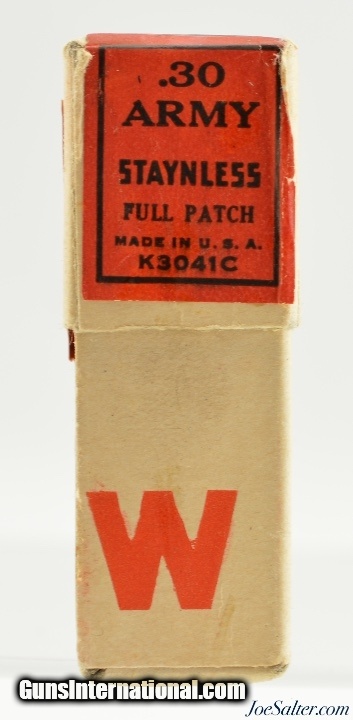 .30
ARMY
STAYNLESS
FULL PATCH
MADE IN U. S. A.
K3041C
W
GunsInternational.com
JoeSalter.com